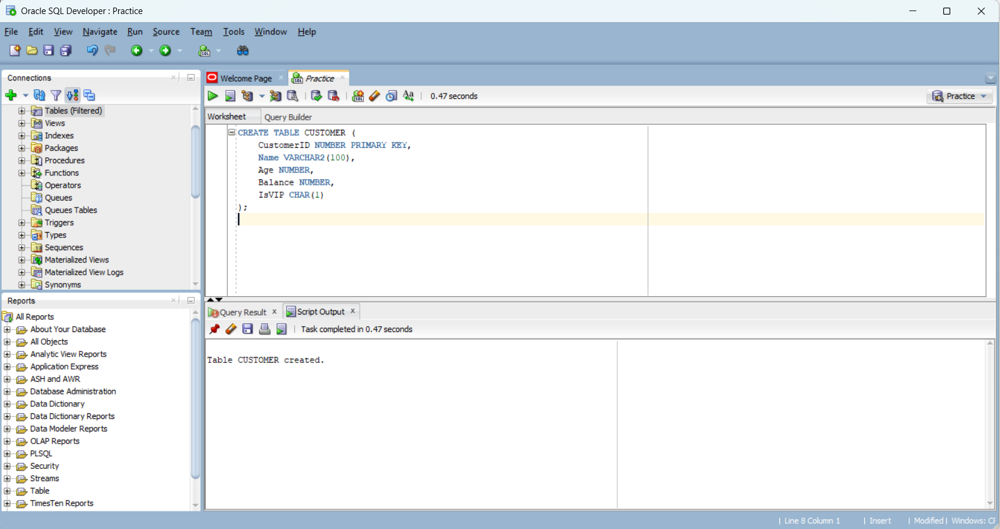 Oracle SQL Developer : Practice
File Edit View Navigate Run Source Team Tools Window Help
Connections
Tables (Filtered)
Views
Indexes
Packages
Procedures
Functions
Operators
Queues
Queues Tables
Triggers
Types
Sequences
Materialized Views
Materialized View Logs
Synonyms
Reports
All Reports
About Your Database
All Objects
Analytic View Reports
Application Express
ASH and AWR
Database Administration
Data Dictionary
Data Dictionary Reports
Data Modeler Reports
OLAP Reports
PLSQL
Security
Streams
Table
TimesTen Reports
Welcome Page Practice
0.47 seconds Practice
Worksheet Query Builder
CREATE TABLE CUSTOMER (
CustomerID NUMBER PRIMARY KEY,
Name VARCHAR2(100),
Age NUMBER,
Balance NUMBER,
IsVIP CHAR(1)
);
Query Result Script Output
Task completed in 0.47 seconds
Table CUSTOMER created.
Line 8 Column 1 | Insert | Modified | Windows: